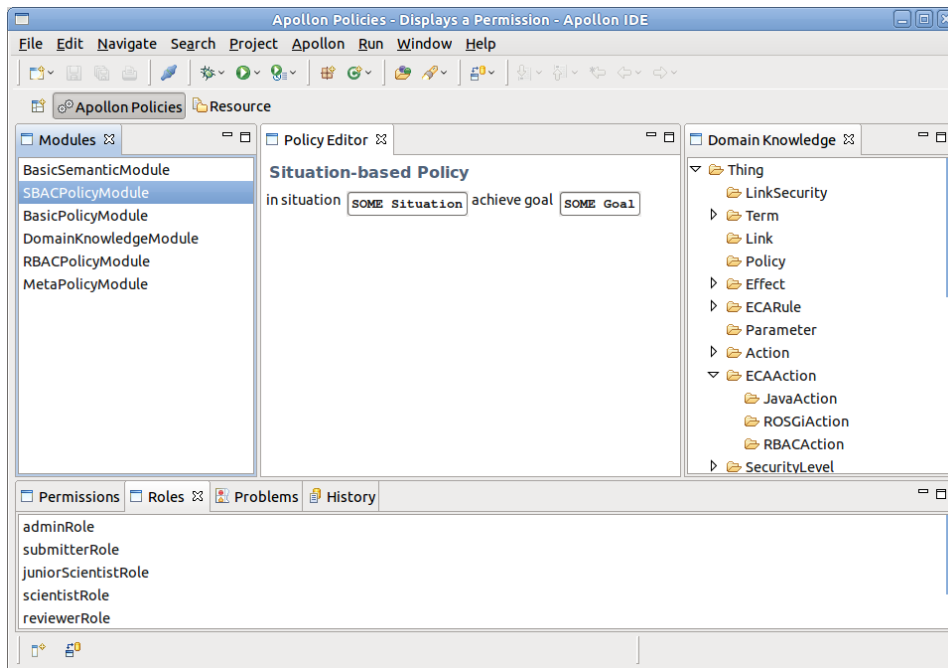 Apollon Policies - Displays a Permission - Apollon IDE
File Edit Navigate Search Project Apollon Run Window Help
Apollon Policies Resource
Modules
BasicSemanticModule
SBACPolicyModule
BasicPolicyModule
DomainKnowledgeModule
RBACPolicyModule
MetaPolicyModule
Policy Editor
Situation-based Policy
in situation SOME Situation achieve goal SOME Goal
Domain Knowledge
Thing
LinkSecurity
Term
Link
Policy
Effect
ECARule
Parameter
Action
ECAAction
JavaAction
ROSGiAction
RBACAction
SecurityLevel
Permissions Roles Problems History
adminRole
submitterRole
juniorScientistRole
scientistRole
reviewerRole